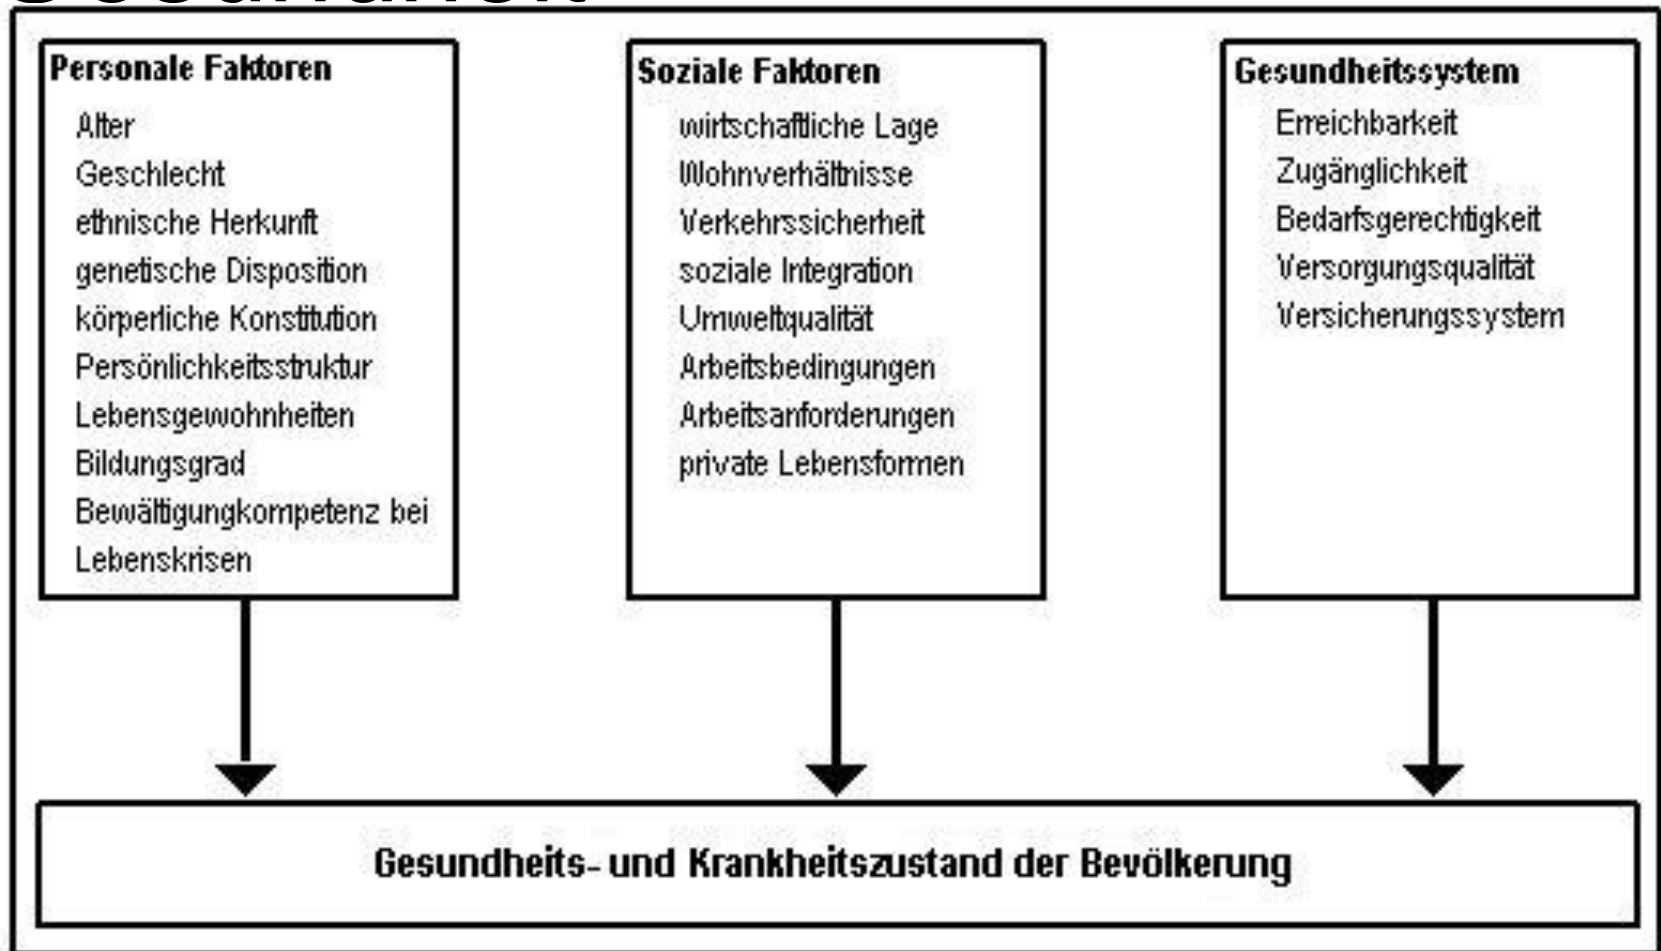 Personale Faktoren
Alter
Geschlecht
ethnische Herkunft
genetische Disposition
körperliche Konstitution
Persönlichkeitsstruktur
Lebensgewohnheiten
Bildungsgrad
Bewältigungkompetenz bei
Lebenskrisen
Soziale Faktoren
wirtschaftliche Lage
Wohnverhältnisse
Verkehrssicherheit
soziale Integration
Umweltqualität
Arbeitsbedingungen
Arbeitsanforderungen
private Lebensformen
Gesundheitssystem
Erreichbarkeit
Zugänglichkeit
Bedarfsgerechtigkeit
Versorgungsqualität
Versicherungssystem
Gesundheits- und Krankheitszustand der Bevölkerung